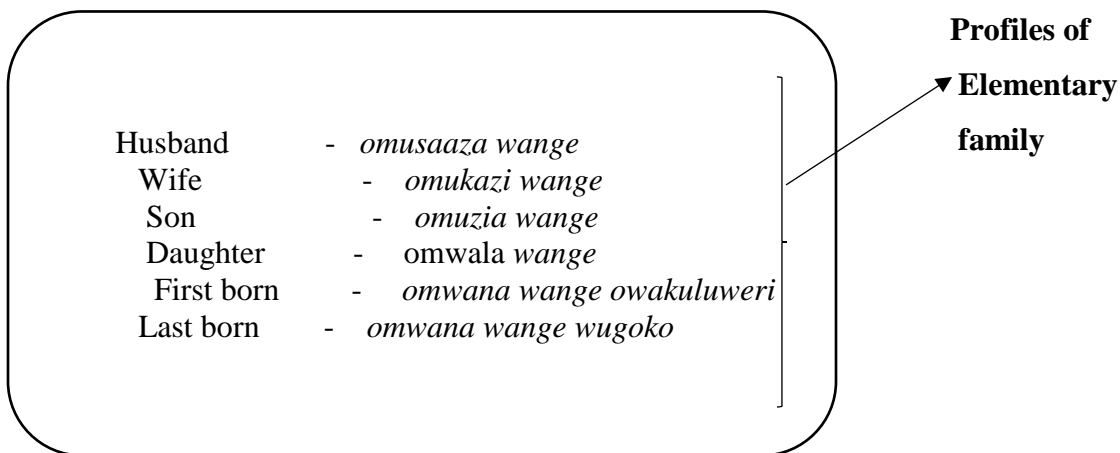 Profiles of
Elementary
family
Husband - omusaaza wange
Wife - omukazi wange
Son - omuzia wange
Daughter - omwala wange
First born - omwana wange owakuluweri
Last born - omwana wange wugoko